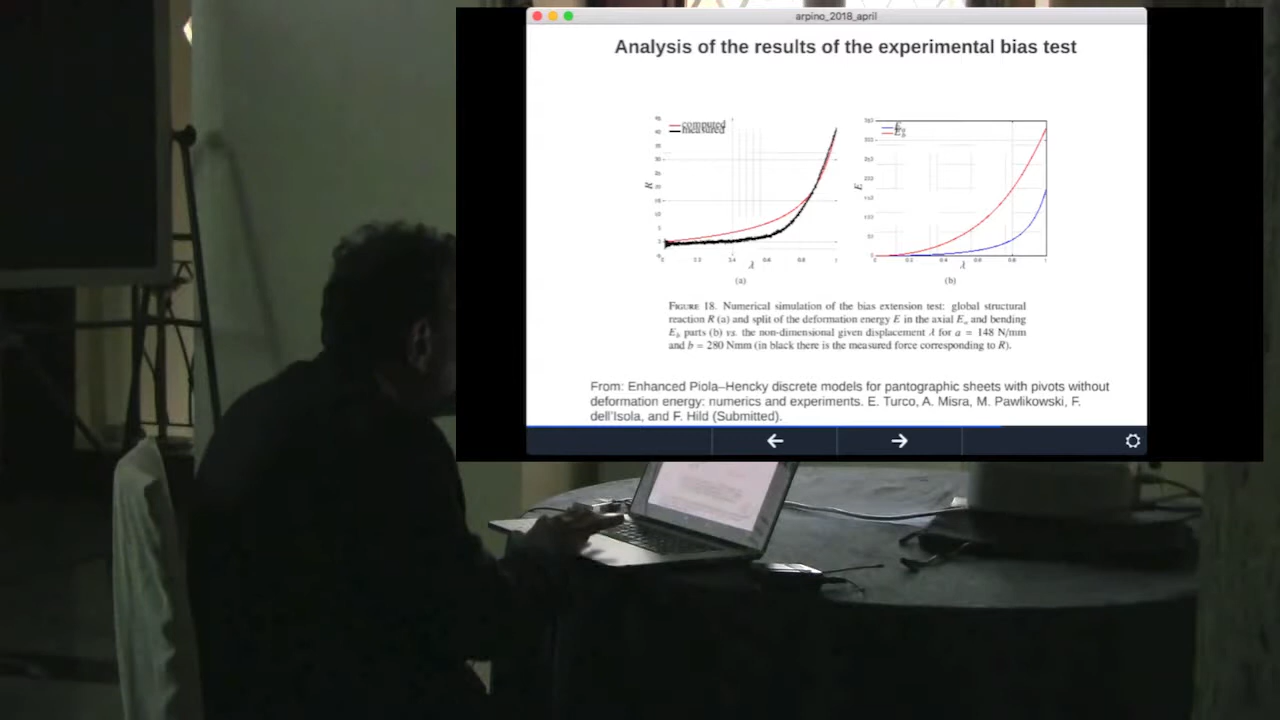 arpino_2018_april
Analysis of the results of the experimental bias test
computed
measured
R
λ
(a)
E
λ
(b)
FIGURE 18. Numerical simulation of the bias extension test: global structural
reaction R (a) and split of the deformation energy E in the axial Eₐ and bending
E_b parts (b) vs. the non-dimensional given displacement λ for a = 148 N/mm
and b = 280 Nmm (in black there is the measured force corresponding to R).
From: Enhanced Piola–Hencky discrete models for pantographic sheets with pivots without
deformation energy: numerics and experiments. E. Turco, A. Misra, M. Pawlikowski, F.
dell'Isola, and F. Hild (Submitted).